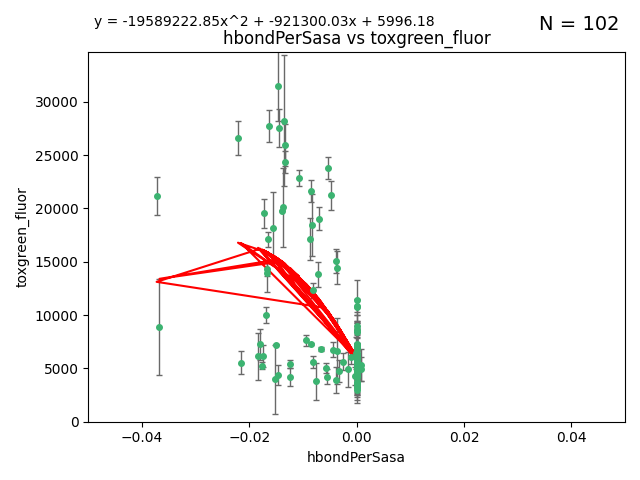 y = -19589222.85x^2 + -921300.03x + 5996.18
N = 102
hbondPerSasa vs toxgreen_fluor
toxgreen_fluor
30000
25000
20000
15000
10000
5000
0
−0.04
−0.02
0.00
0.02
0.04
hbondPerSasa